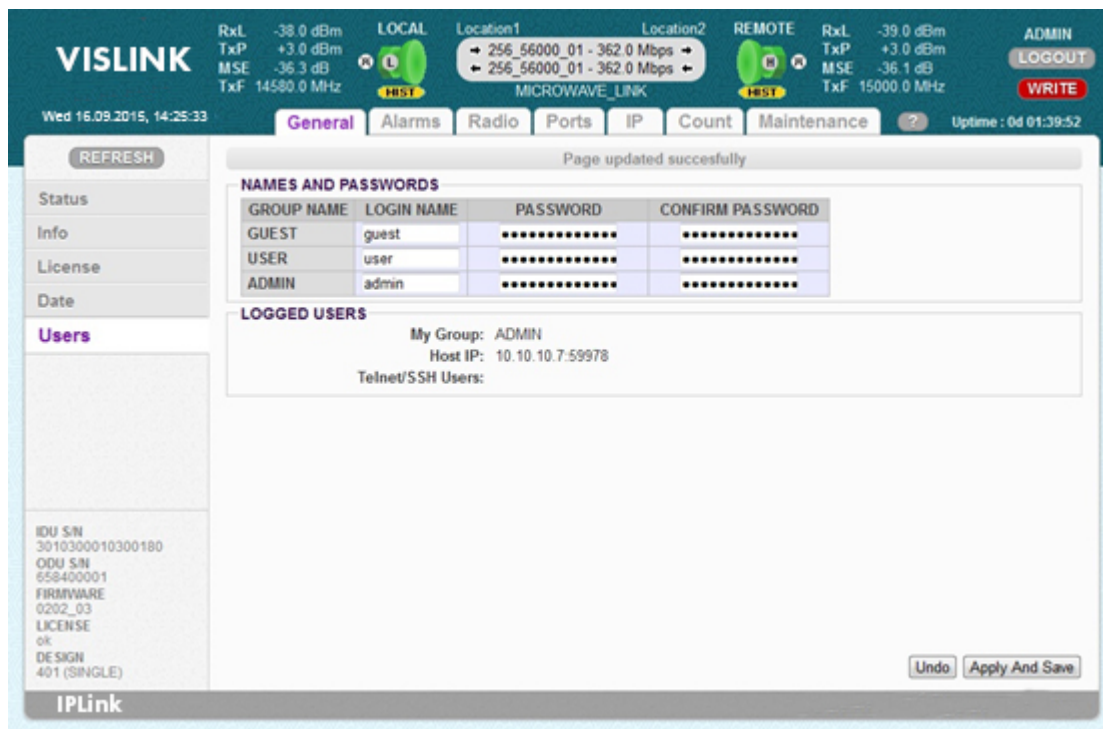 VISLINK
RxL -38.0 dBm
TxP +3.0 dBm
MSE -36.3 dB
TxF 14580.0 MHz
LOCAL
L
HIST
Location1 Location2
→ 256_56000_01 - 362.0 Mbps →
← 256_56000_01 - 362.0 Mbps ←
MICROWAVE_LINK
REMOTE
H
HIST
RxL -39.0 dBm
TxP +3.0 dBm
MSE -36.1 dB
TxF 15000.0 MHz
ADMIN
LOGOUT
WRITE
Wed 16.09.2015, 14:25:33
General Alarms Radio Ports IP Count Maintenance ?
Uptime : 0d 01:39:52
REFRESH
Status
Info
License
Date
Users
Page updated succesfully
NAMES AND PASSWORDS
GROUP NAME LOGIN NAME PASSWORD CONFIRM PASSWORD
GUEST guest ••••••••••••• •••••••••••••
USER user ••••••••••••• •••••••••••••
ADMIN admin ••••••••••••• •••••••••••••
LOGGED USERS
My Group: ADMIN
Host IP: 10.10.10.7:59978
Telnet/SSH Users:
IDU S/N
3010300010300180
ODU S/N
658400001
FIRMWARE
0202_03
LICENSE
ok
DESIGN
401 (SINGLE)
Undo Apply And Save
IPLink